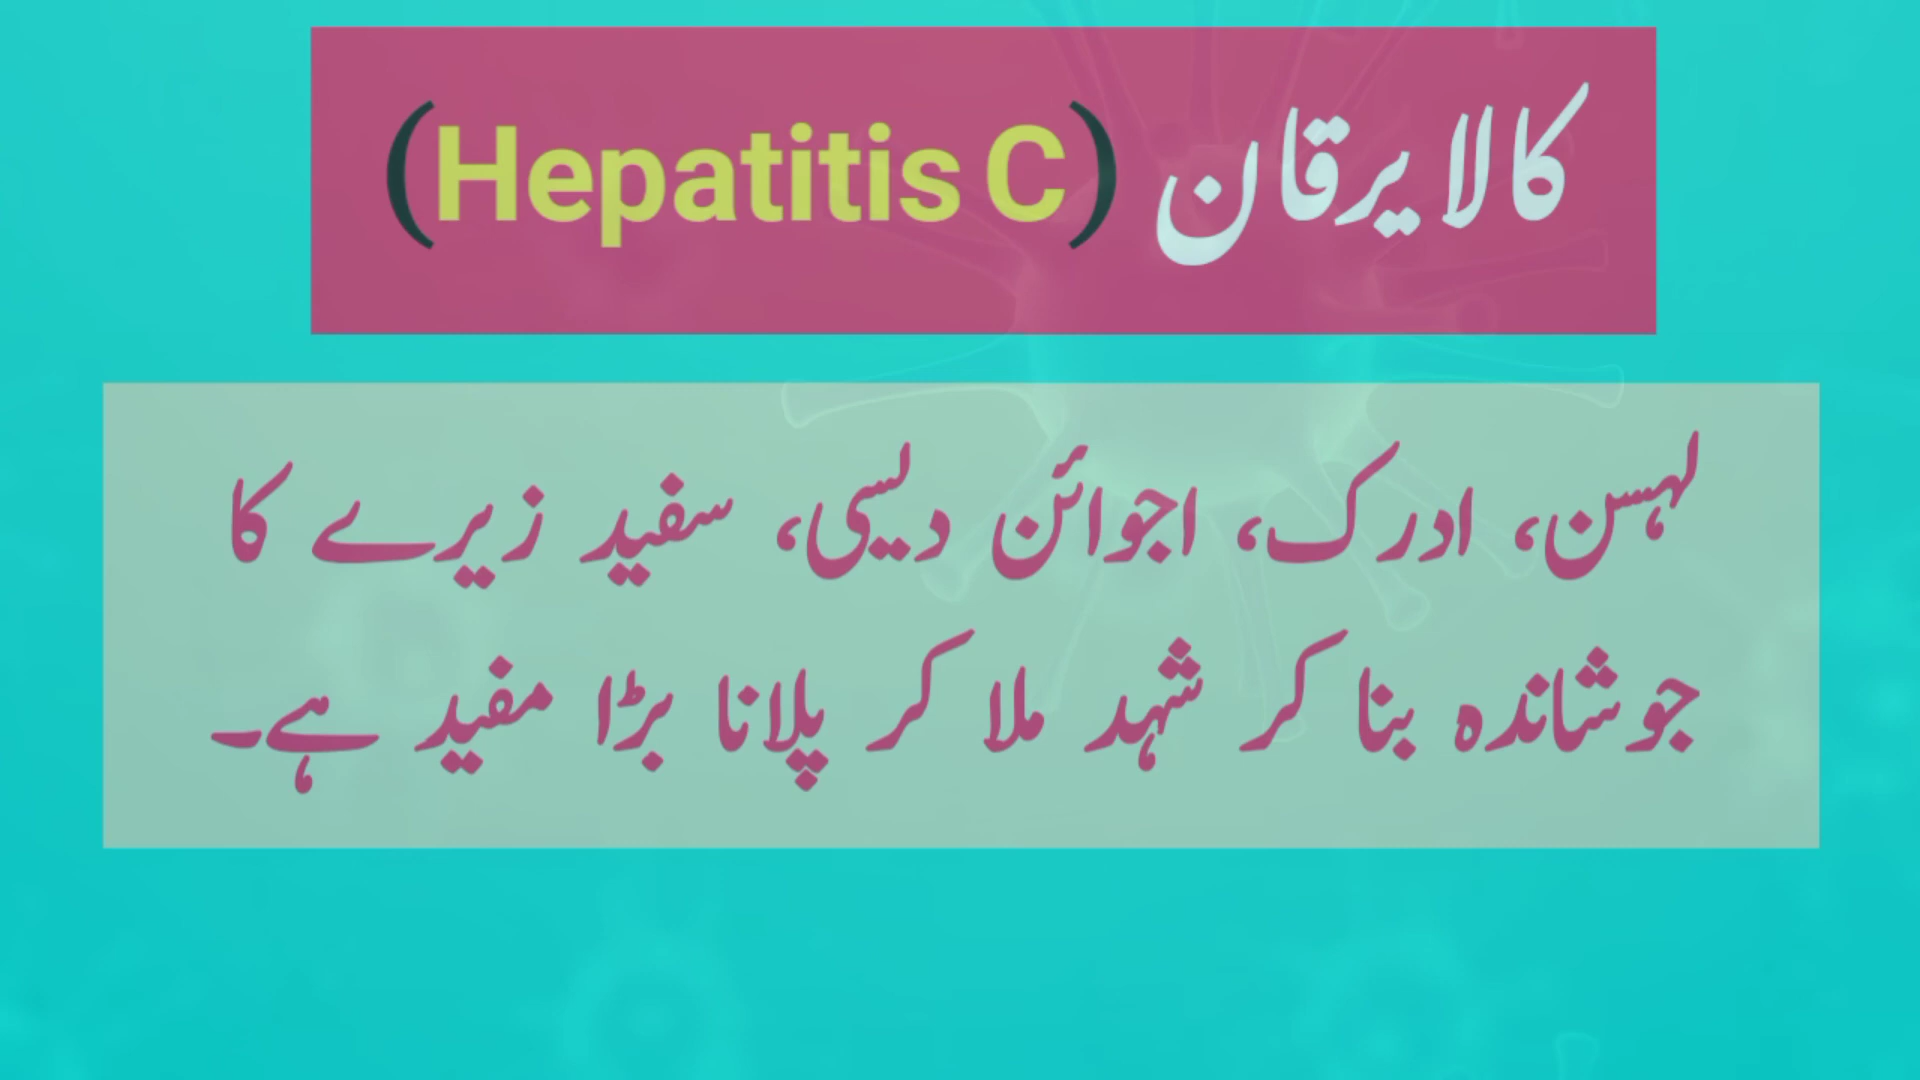 کالا یرقان (Hepatitis C)
لہسن، ادرک، اجوائن دیسی، سفید زیرے کا
جوشاندہ بنا کر شہد ملا کر پلانا بڑا مفید ہے۔